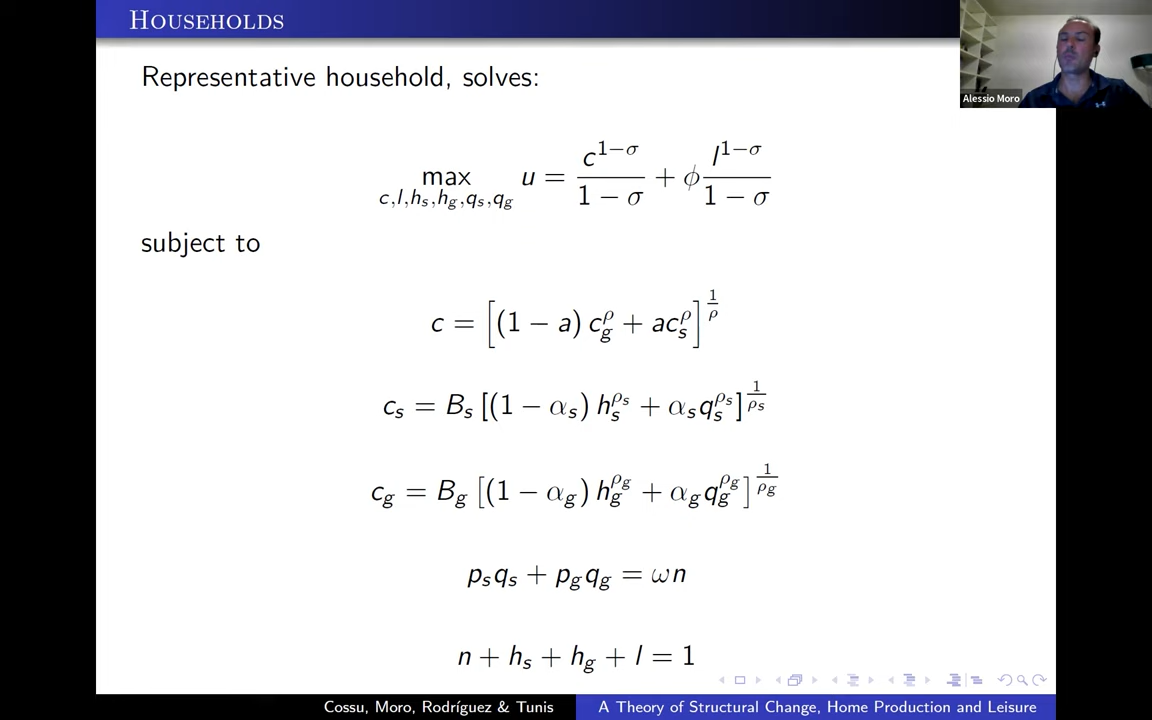 HOUSEHOLDS
Alessio Moro
Representative household, solves:
max u = c^{1−σ}/(1 − σ) + ϕ l^{1−σ}/(1 − σ)
c,l,h_s,h_g,q_s,q_g
subject to
c = [(1 − a) c_g^ρ + ac_s^ρ]^{1/ρ}
c_s = B_s [(1 − α_s) h_s^{ρ_s} + α_s q_s^{ρ_s}]^{1/ρ_s}
c_g = B_g [(1 − α_g) h_g^{ρ_g} + α_g q_g^{ρ_g}]^{1/ρ_g}
p_s q_s + p_g q_g = ωn
n + h_s + h_g + l = 1
Cossu, Moro, Rodríguez & Tunis
A Theory of Structural Change, Home Production and Leisure